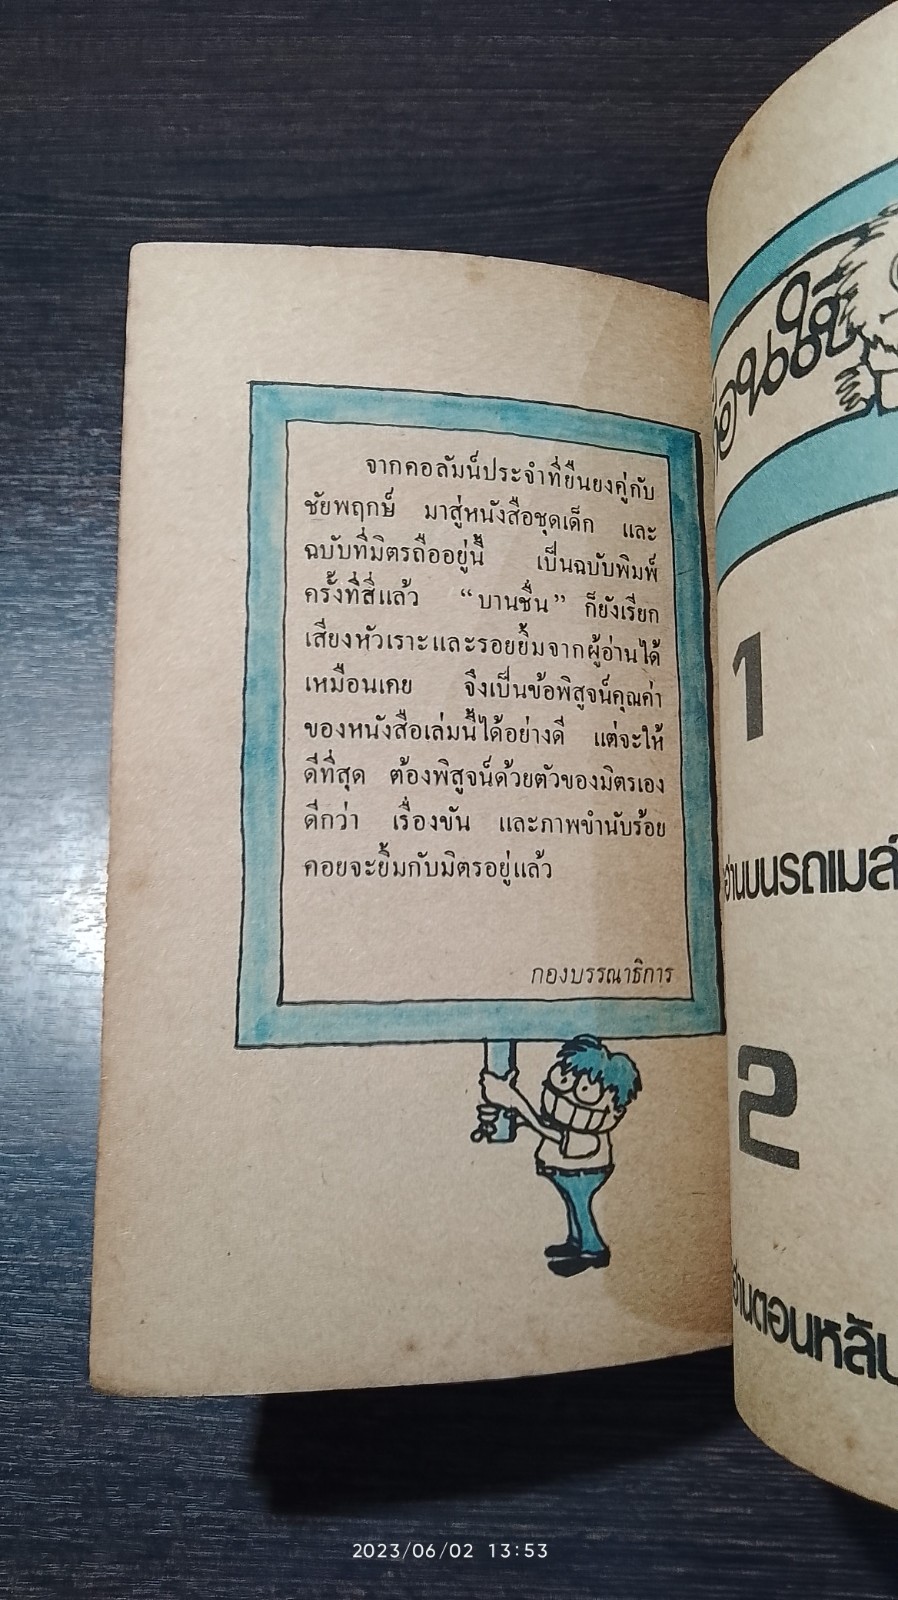 จากคอลัมน์ประจำที่ยืนยงคู่กับ
ชัยพฤกษ์ มาสู่หนังสือชุดเด็ก และ
ฉบับที่มิตรถืออยู่นี้ เป็นฉบับพิมพ์
ครั้งที่สี่แล้ว “บานชื่น” ก็ยังเรียก
เสียงหัวเราะและรอยยิ้มจากผู้อ่านได้
เหมือนเคย จึงเป็นข้อพิสูจน์คุณค่า
ของหนังสือเล่มนี้ได้อย่างดี แต่จะให้
ดีที่สุด ต้องพิสูจน์ด้วยตัวของมิตรเอง
ดีกว่า เรื่องขัน และภาพขำนับร้อย
คอยจะยิ้มกับมิตรอยู่แล้ว
กองบรรณาธิการ
1
อ่านบนรถเมล์
2
2023/06/02 13:53